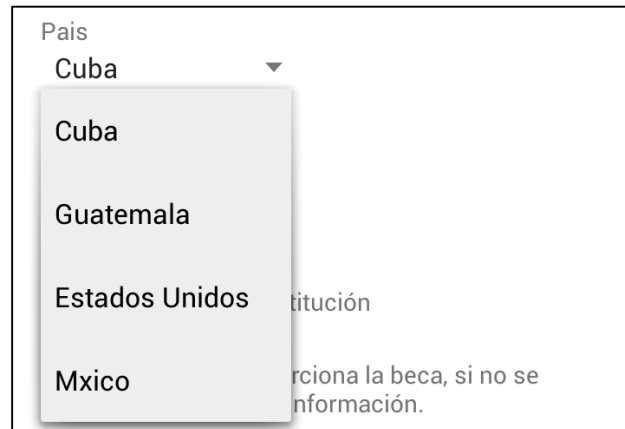 Pais
Cuba
Cuba
Guatemala
Estados Unidos
titución
Mxico
rciona la beca, si no se
nformación.